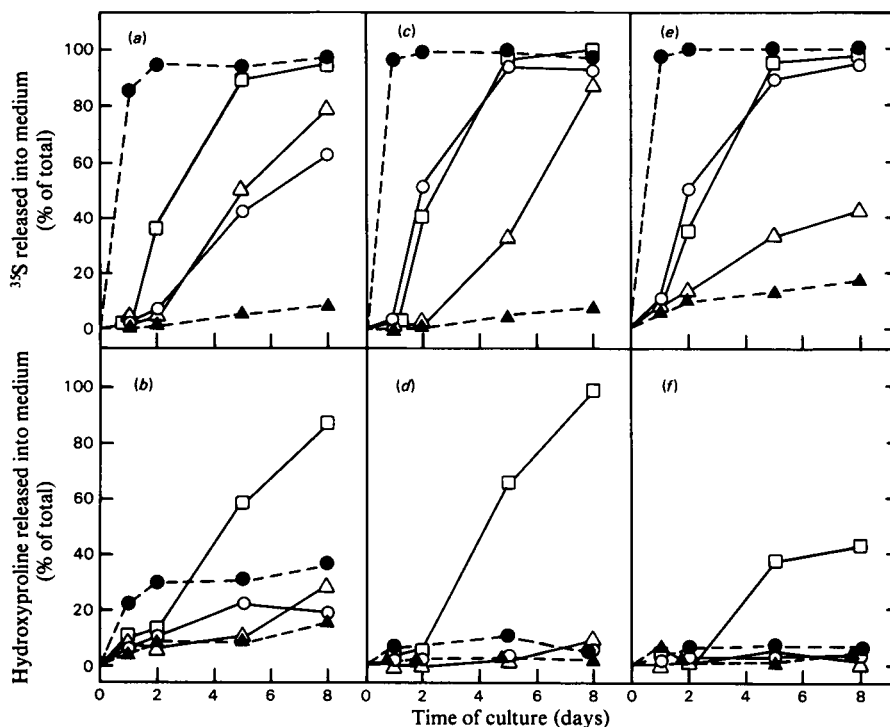 (a)
(c)
(e)
100
80
60
40
20
0
³⁵S released into medium
(% of total)
(b)
(d)
(f)
100
80
60
40
20
0
Hydroxyproline released into medium
(% of total)
0 2 4 6 8 0 2 4 6 8 0 2 4 6 8
Time of culture (days)